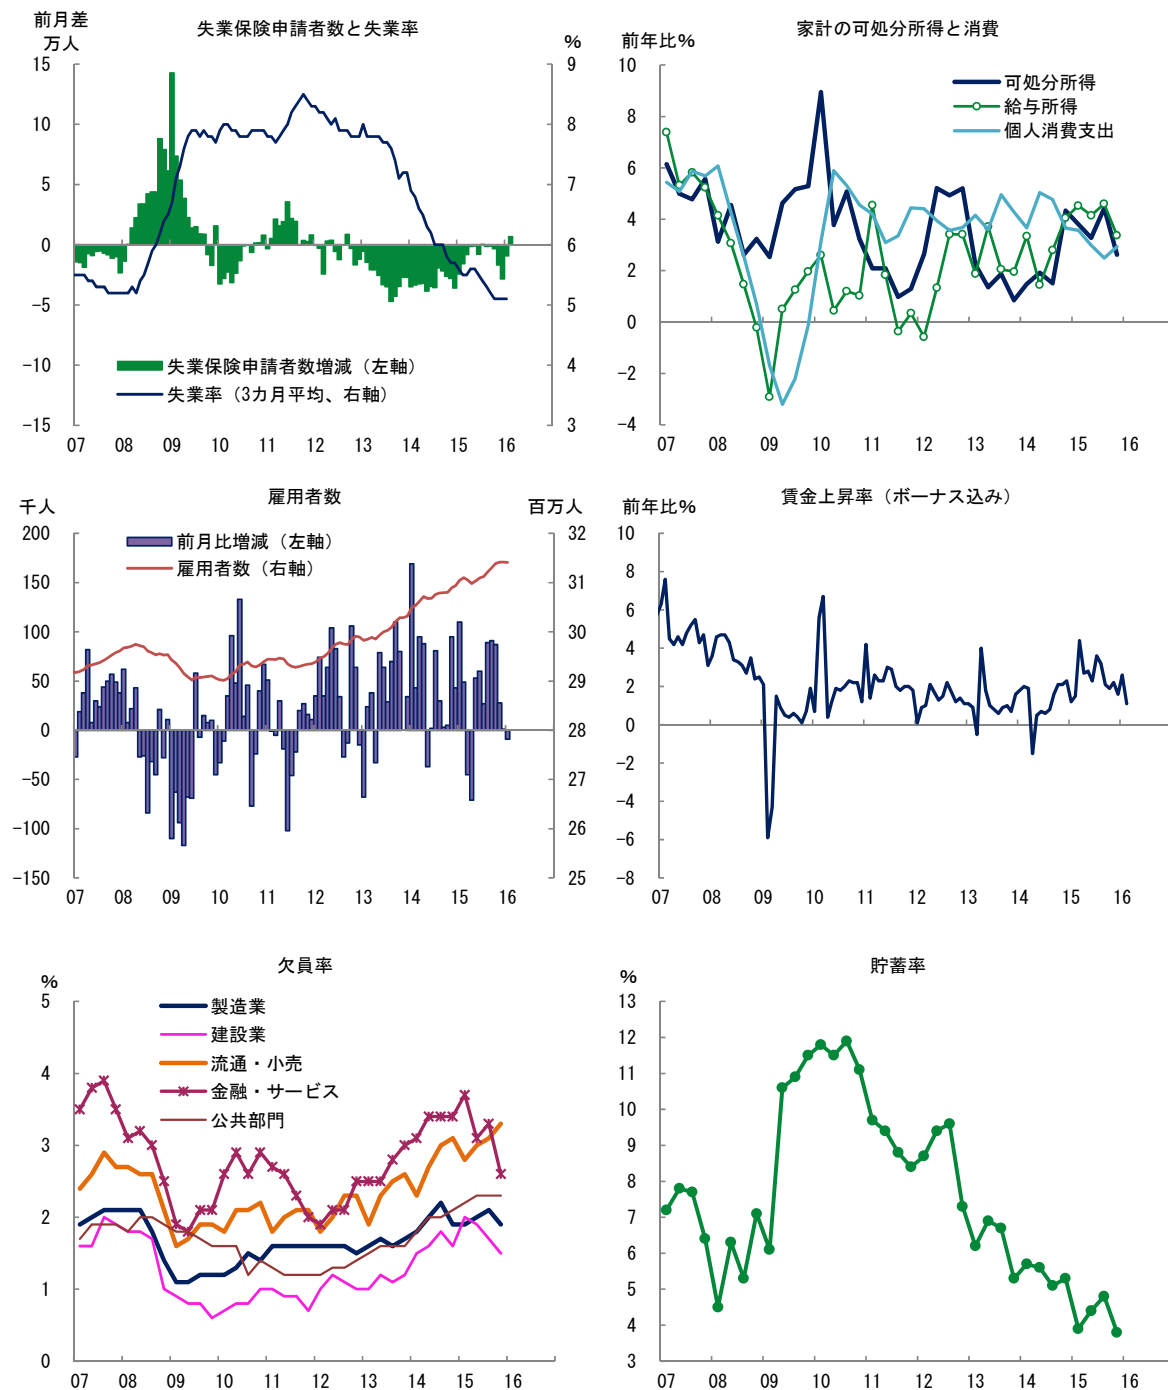 失業保険申請者数と失業率
前月差
万人
%
15
10
5
0
−5
−10
−15
9
8
7
6
5
4
3
失業保険申請者数増減（左軸）
失業率（3カ月平均、右軸）
07 08 09 10 11 12 13 14 15 16
家計の可処分所得と消費
前年比%
10
8
6
4
2
0
−2
−4
可処分所得
給与所得
個人消費支出
07 08 09 10 11 12 13 14 15 16
雇用者数
千人
百万人
200
150
100
50
0
−50
−100
−150
32
31
30
29
28
27
26
25
前月比増減（左軸）
雇用者数（右軸）
07 08 09 10 11 12 13 14 15 16
賃金上昇率（ボーナス込み）
前年比%
10
8
6
4
2
0
−2
−4
−6
−8
07 08 09 10 11 12 13 14 15 16
欠員率
%
5
4
3
2
1
0
製造業
建設業
流通・小売
金融・サービス
公共部門
07 08 09 10 11 12 13 14 15 16
貯蓄率
%
13
12
11
10
9
8
7
6
5
4
3
07 08 09 10 11 12 13 14 15 16